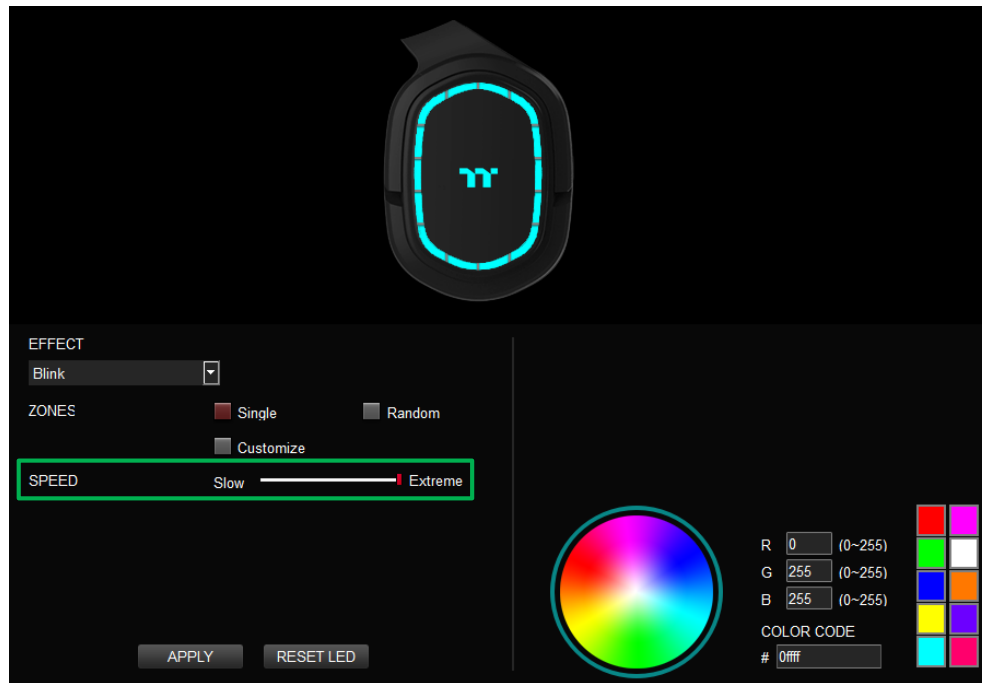 EFFECT
Blink
ZONES
Single
Random
Customize
SPEED
Slow
Extreme
R 0 (0~255)
G 255 (0~255)
B 255 (0~255)
COLOR CODE
# 0ffff
APPLY
RESET LED